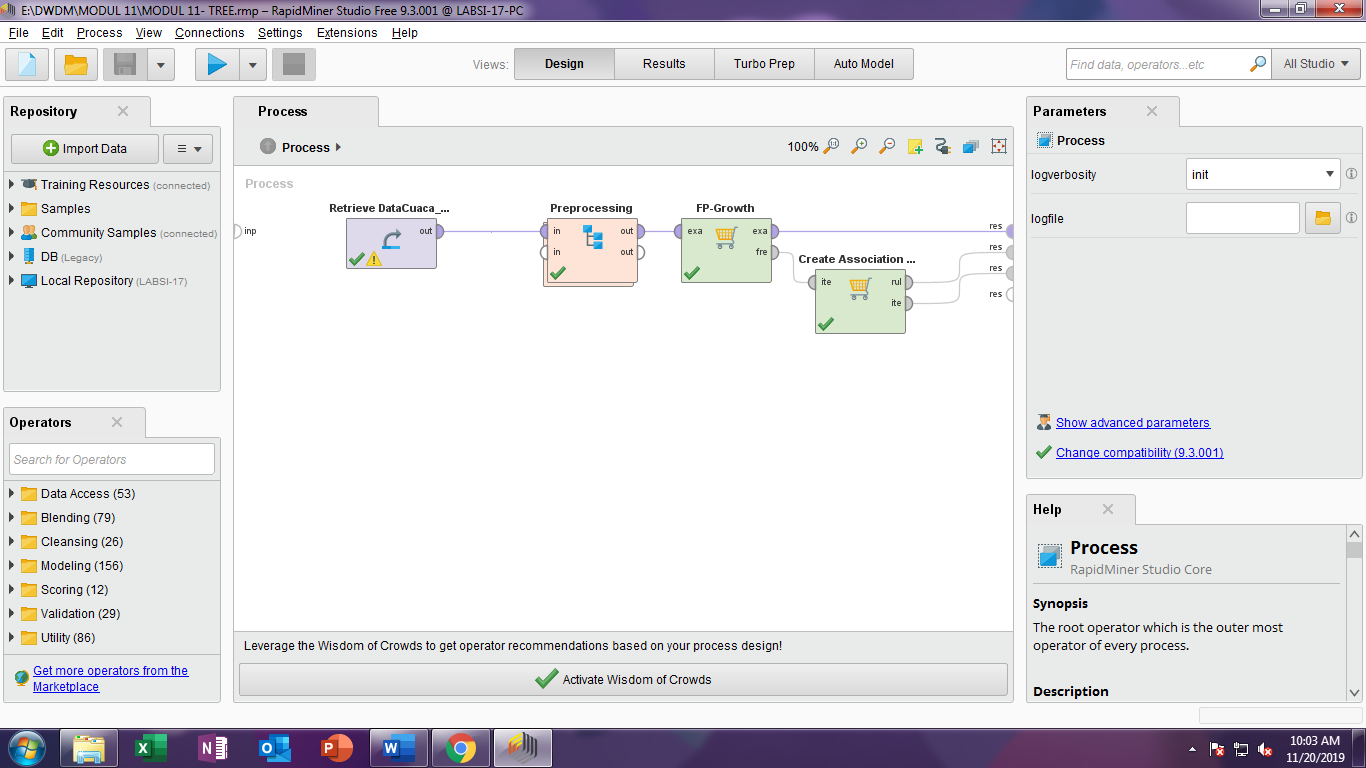 E:\DWDM\MODUL 11\MODUL 11- TREE.rmp – RapidMiner Studio Free 9.3.001 @ LABSI-17-PC
File Edit Process View Connections Settings Extensions Help
Views: Design Results Turbo Prep Auto Model
Find data, operators...etc
All Studio
Repository
Import Data
Training Resources (connected)
Samples
Community Samples (connected)
DB (Legacy)
Local Repository (LABSI-17)
Operators
Search for Operators
Data Access (53)
Blending (79)
Cleansing (26)
Modeling (156)
Scoring (12)
Validation (29)
Utility (86)
Get more operators from the
Marketplace
Process
Process
100%
Process
inp
Retrieve DataCuaca_...
out
Preprocessing
in out
in out
FP-Growth
exa exa
fre
Create Association ...
ite rul
ite
res
res
res
res
Leverage the Wisdom of Crowds to get operator recommendations based on your process design!
Activate Wisdom of Crowds
Parameters
Process
logverbosity init
logfile
Show advanced parameters
Change compatibility (9.3.001)
Help
Process
RapidMiner Studio Core
Synopsis
The root operator which is the outer most
operator of every process.
Description
10:03 AM
11/20/2019